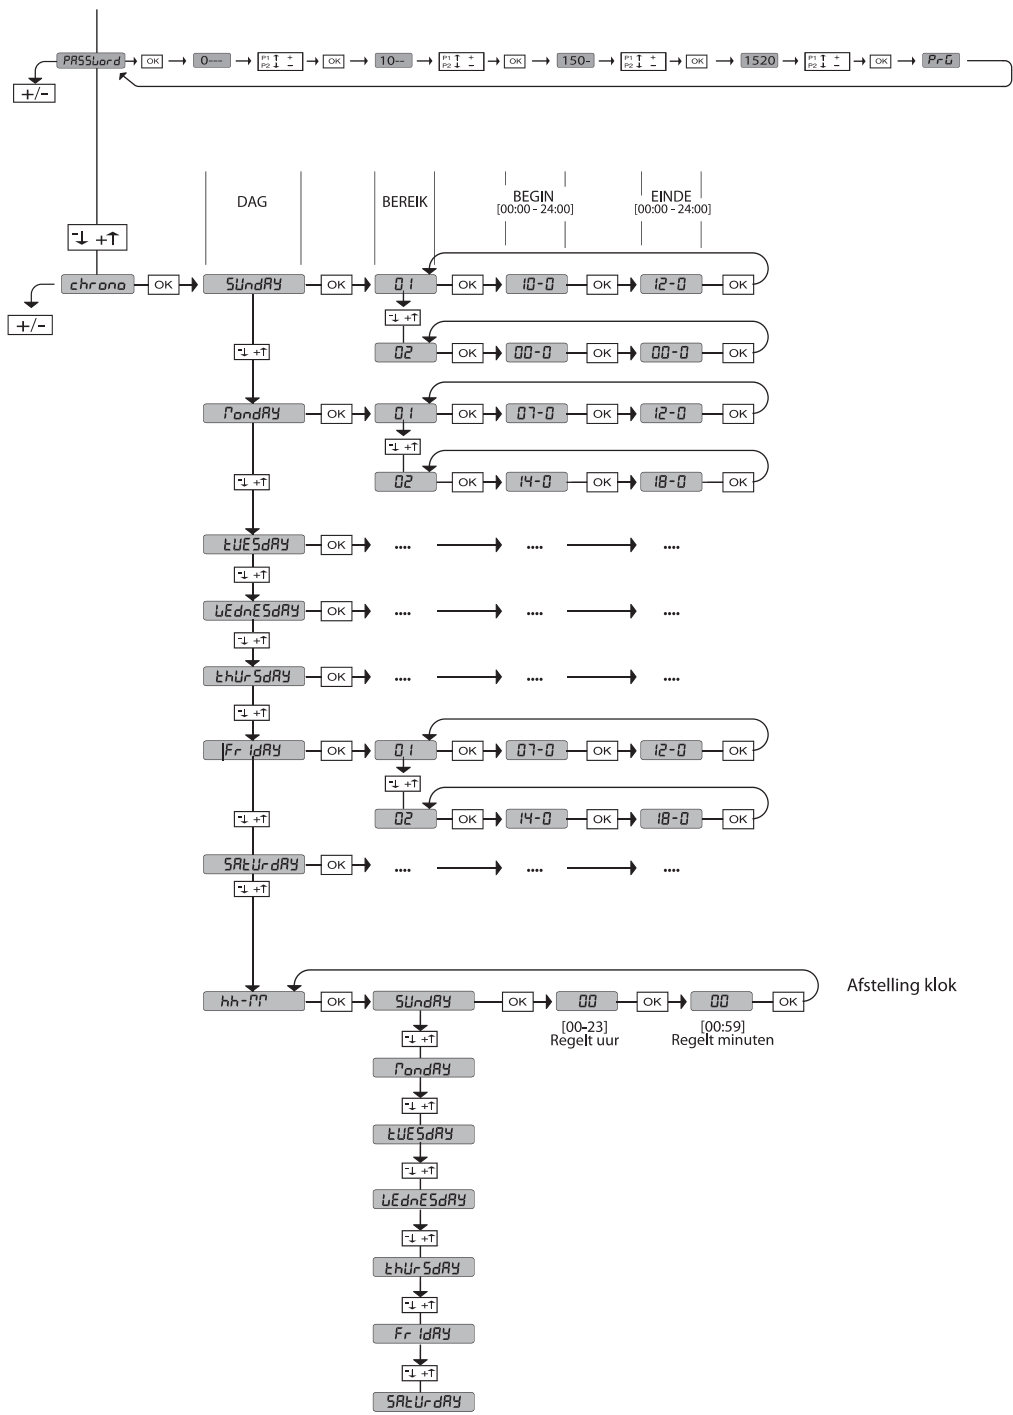 PASSword OK 0--- P1 ↑ + P2 ↓ − OK 10-- P1 ↑ + P2 ↓ − OK 150- P1 ↑ + P2 ↓ − OK 1520 P1 ↑ + P2 ↓ − OK PrG
+/-
DAG BEREIK BEGIN EINDE
[00:00 - 24:00] [00:00 - 24:00]
-↓ +↑
chrono OK SUndAY OK 01 OK 10-0 OK 12-0 OK
+/-
-↓ +↑
-↓ +↑ 02 OK 00-0 OK 00-0 OK
MondAY OK 01 OK 07-0 OK 12-0 OK
-↓ +↑
-↓ +↑ 02 OK 14-0 OK 18-0 OK
tUESdAY OK .... .... ....
-↓ +↑
WEdnESdAY OK .... .... ....
-↓ +↑
thUrSdAY OK .... .... ....
-↓ +↑
FrIdAY OK 01 OK 07-0 OK 12-0 OK
-↓ +↑
-↓ +↑ 02 OK 14-0 OK 18-0 OK
SAtUrdAY OK .... .... ....
-↓ +↑
Afstelling klok
hh-MM OK SUndAY OK 00 OK 00 OK
[00-23] [00:59]
Regelt uur Regelt minuten
-↓ +↑
MondAY
-↓ +↑
tUESdAY
-↓ +↑
WEdnESdAY
-↓ +↑
thUrSdAY
-↓ +↑
FrIdAY
-↓ +↑
SAtUrdAY